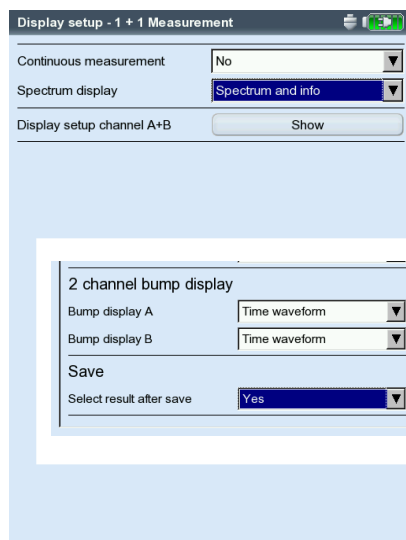 Display setup - 1 + 1 Measurement
Continuous measurement No
Spectrum display Spectrum and info
Display setup channel A+B Show
2 channel bump display
Bump display A Time waveform
Bump display B Time waveform
Save
Select result after save Yes